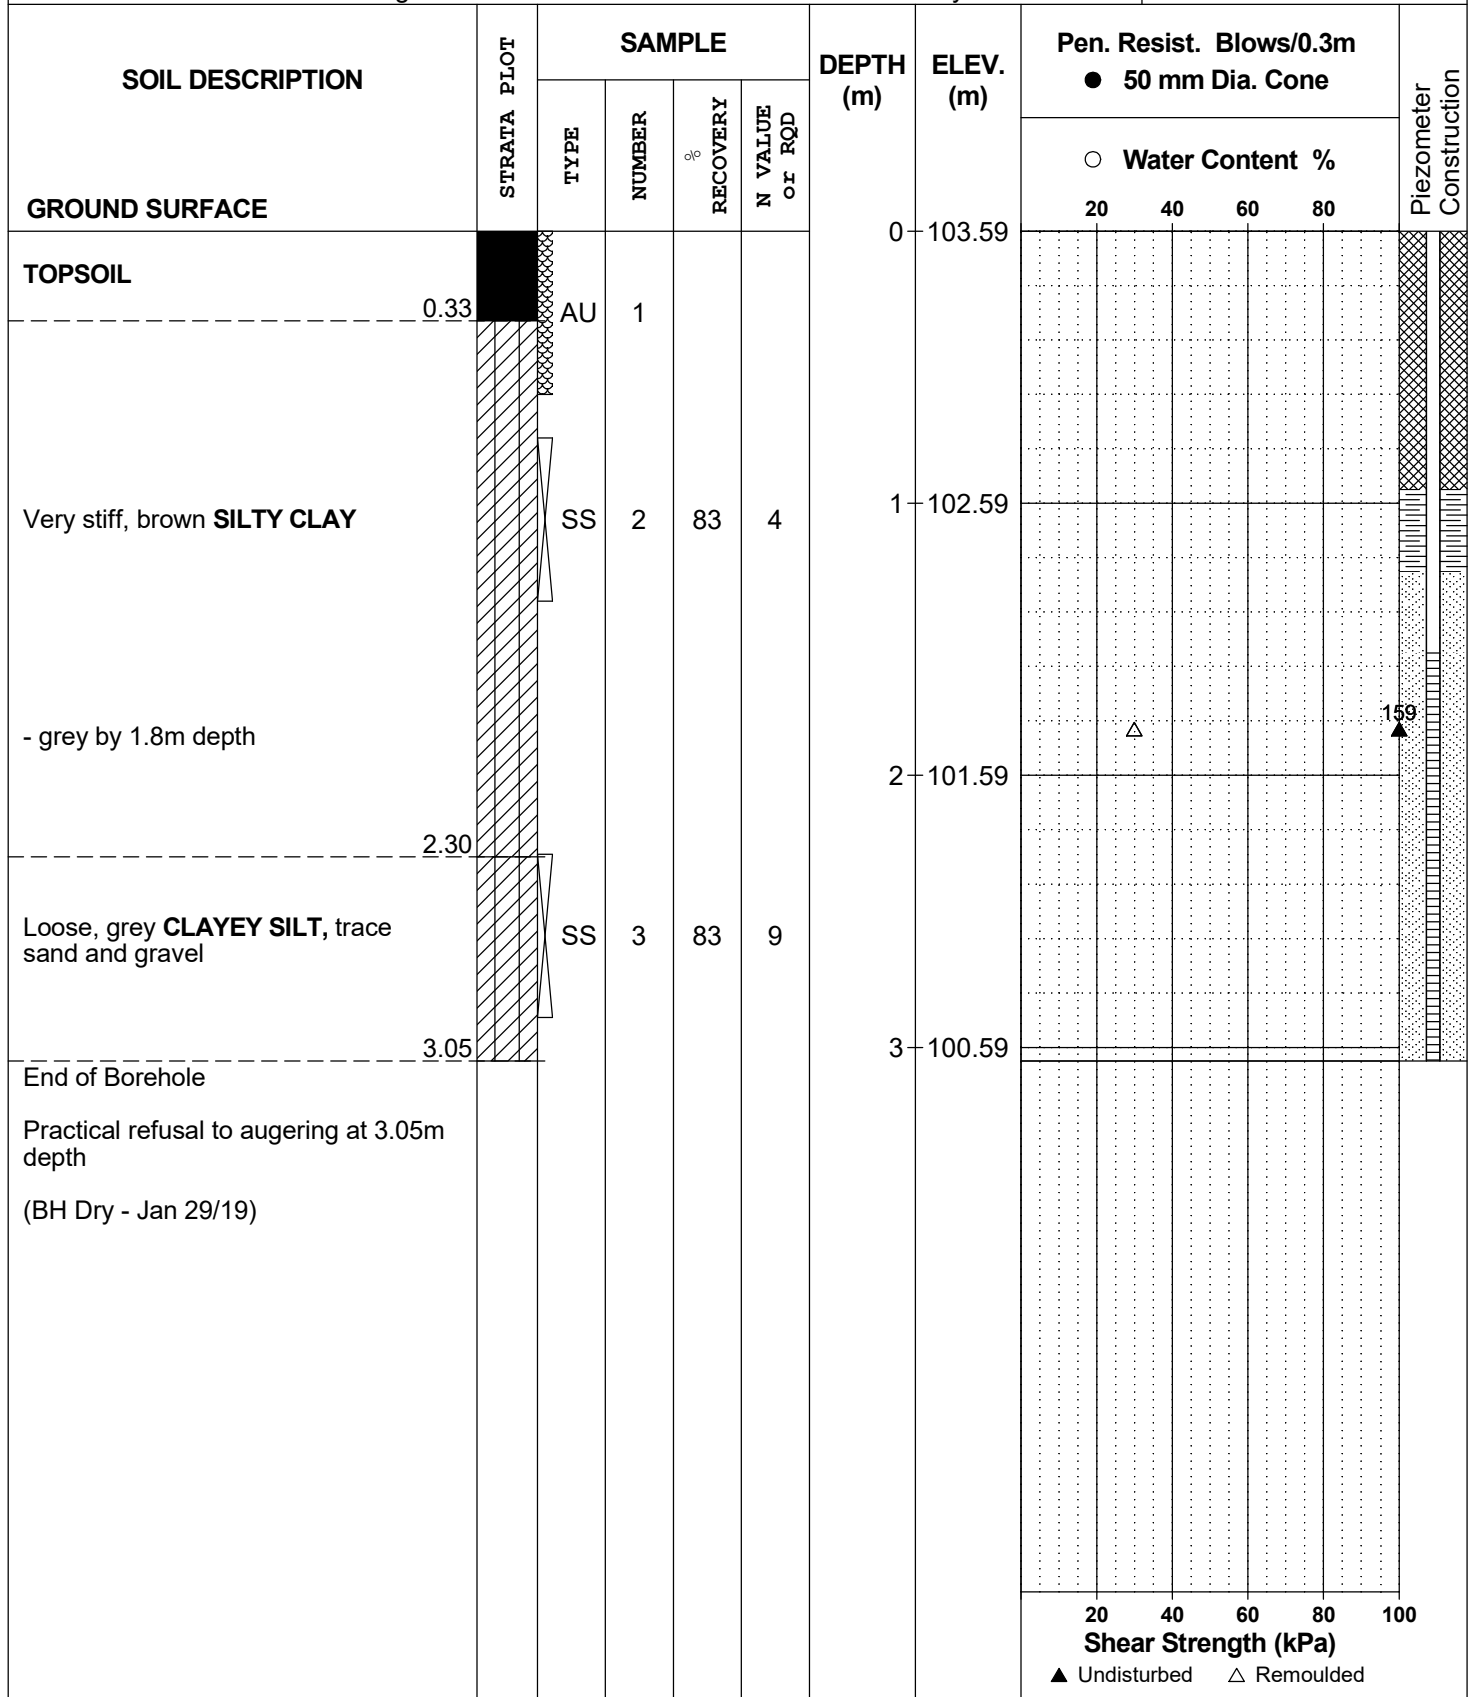 SOIL DESCRIPTION
GROUND SURFACE
STRATA PLOT
SAMPLE
TYPE
NUMBER
%
RECOVERY
N VALUE
or RQD
DEPTH
(m)
ELEV.
(m)
Pen. Resist. Blows/0.3m
● 50 mm Dia. Cone
○ Water Content %
20 40 60 80
Piezometer
Construction
0 103.59
TOPSOIL
0.33
AU 1
1 102.59
Very stiff, brown SILTY CLAY
SS 2 83 4
159
- grey by 1.8m depth
2 101.59
2.30
Loose, grey CLAYEY SILT, trace
sand and gravel
SS 3 83 9
3.05
3 100.59
End of Borehole
Practical refusal to augering at 3.05m
depth
(BH Dry - Jan 29/19)
20 40 60 80 100
Shear Strength (kPa)
▲ Undisturbed △ Remoulded